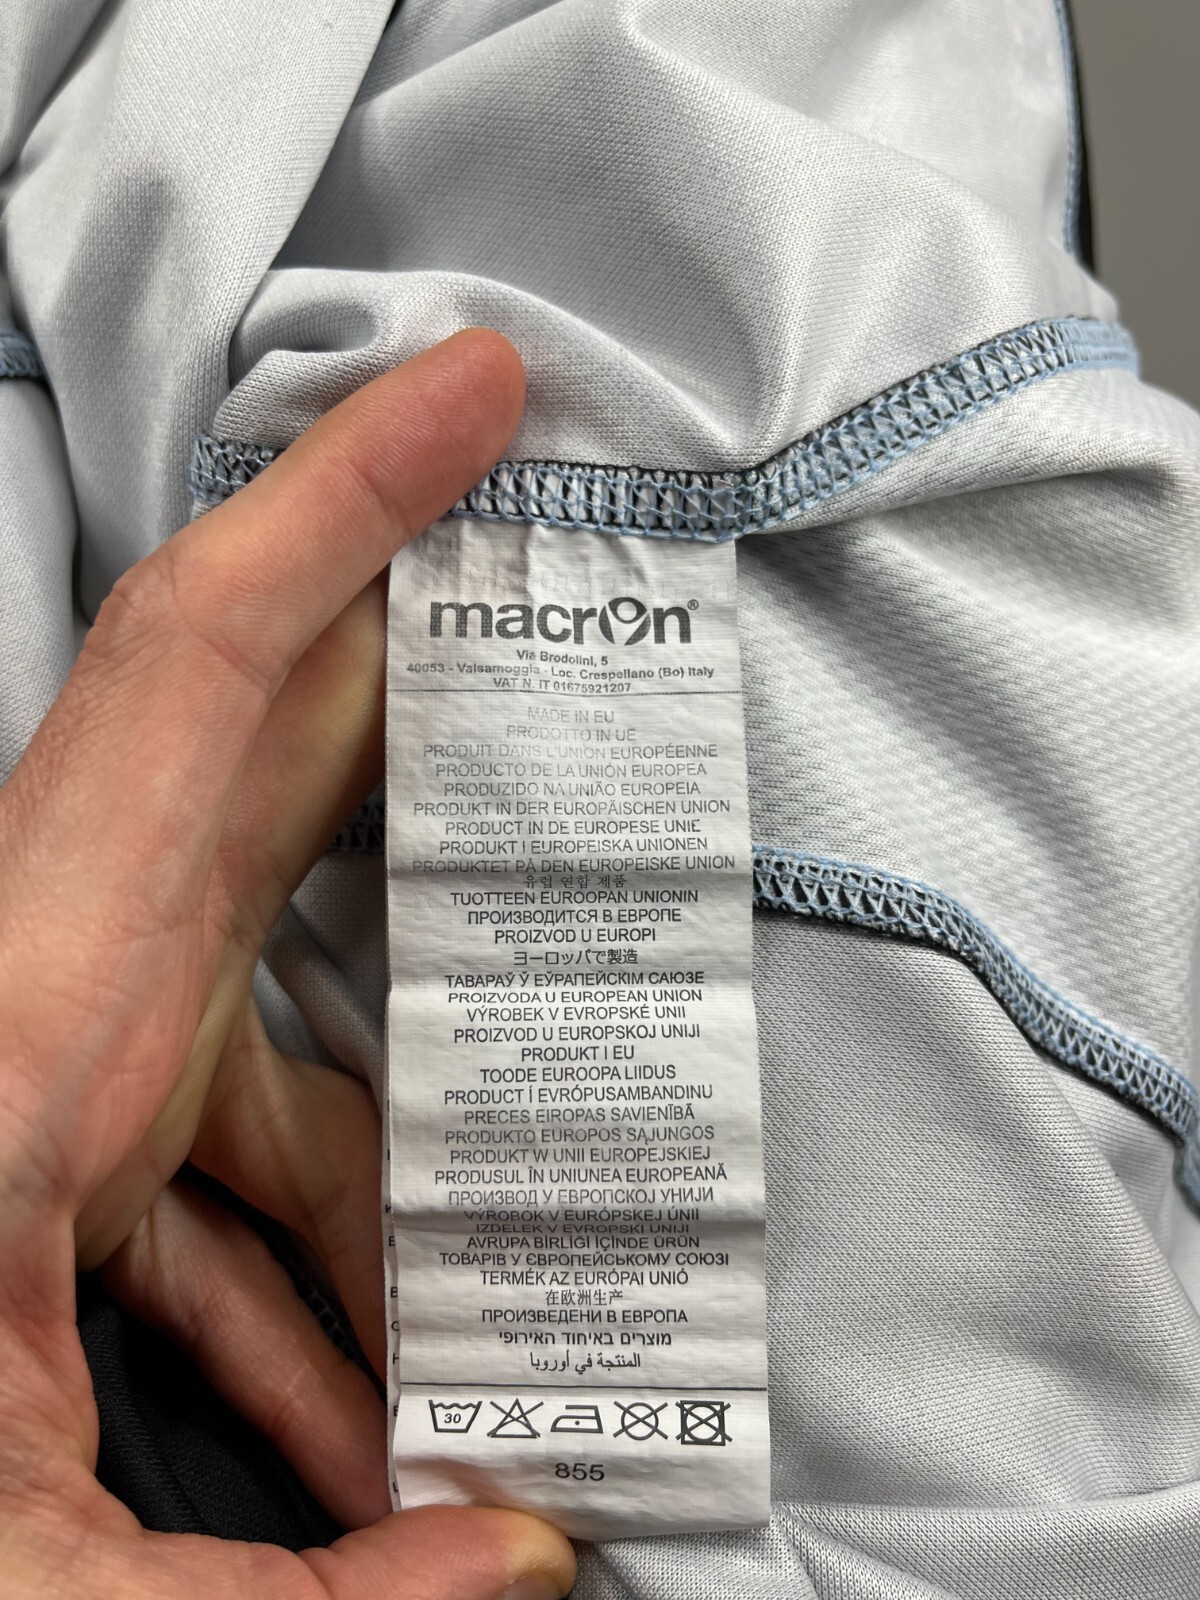 macron®
Via Brodolini, 5
40053 - Valsamoggia - Loc. Crespellano (Bo) Italy
VAT N. IT 01675921207
MADE IN EU
PRODOTTO IN UE
PRODUIT DANS L'UNION EUROPÉENNE
PRODUCTO DE LA UNIÓN EUROPEA
PRODUZIDO NA UNIÃO EUROPEIA
PRODUKT IN DER EUROPÄISCHEN UNION
PRODUCT IN DE EUROPESE UNIE
PRODUKT I EUROPEISKA UNIONEN
PRODUKTET PÅ DEN EUROPEISKE UNION
유럽 연합 제품
TUOTTEEN EUROOPAN UNIONIN
ПРОИЗВОДИТСЯ В ЕВРОПЕ
PROIZVOD U EUROPI
ヨーロッパで製造
ТАВАРАЎ Ў ЕЎРАПЕЙСКІМ САЮЗЕ
PROIZVODA U EUROPEAN UNION
VÝROBEK V EVROPSKÉ UNII
PROIZVOD U EUROPSKOJ UNIJI
PRODUKT I EU
TOODE EUROOPA LIIDUS
PRODUCT Í EVRÓPUSAMBANDINU
PRECES EIROPAS SAVIENĪBĀ
PRODUKTO EUROPOS SĄJUNGOS
PRODUKT W UNII EUROPEJSKIEJ
PRODUSUL ÎN UNIUNEA EUROPEANĂ
ПРОИЗВОД У ЕВРОПСКОЈ УНИЈИ
VÝROBOK V EURÓPSKEJ ÚNII
IZDELEK V EVROPSKI UNIJI
AVRUPA BİRLİĞİ İÇİNDE ÜRÜN
ТОВАРІВ У ЄВРОПЕЙСЬКОМУ СОЮЗІ
TERMÉK AZ EURÓPAI UNIÓ
在欧洲生产
ПРОИЗВЕДЕНИ В ЕВРОПА
מוצרים באיחוד האירופי
المنتجة في أوروبا
30
855